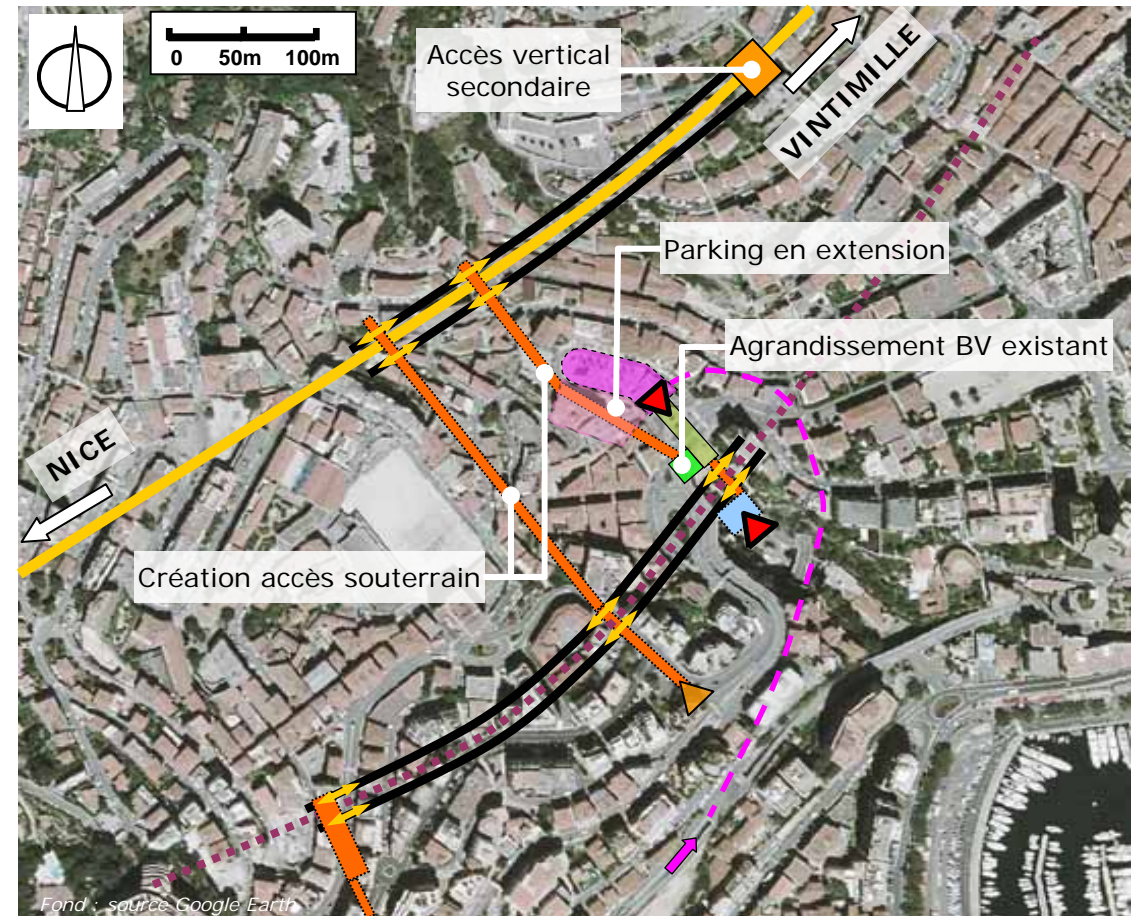 0 50m 100m
Accès vertical
secondaire
VINTIMILLE
Parking en extension
Agrandissement BV existant
NICE
Création accès souterrain
Fond : source Google Earth